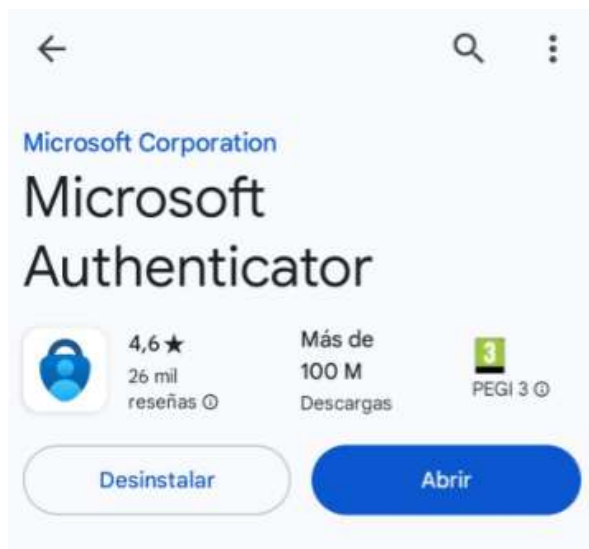 Microsoft Corporation
Microsoft
Authenticator
4,6 ★
26 mil
reseñas
Más de
100 M
Descargas
3
PEGI 3
Desinstalar
Abrir